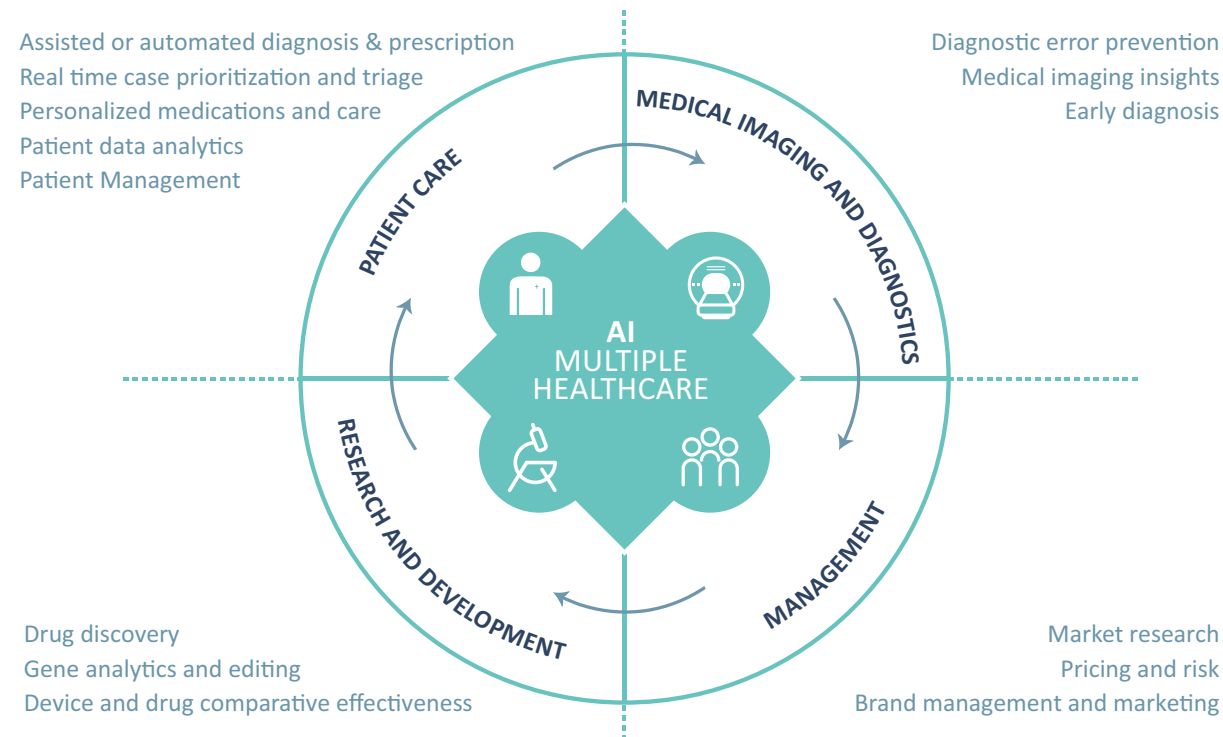 Assisted or automated diagnosis & prescription
Real time case prioritization and triage
Personalized medications and care
Patient data analytics
Patient Management
Diagnostic error prevention
Medical imaging insights
Early diagnosis
PATIENT CARE
MEDICAL IMAGING AND DIAGNOSTICS
AI
MULTIPLE
HEALTHCARE
RESEARCH AND DEVELOPMENT
MANAGEMENT
Drug discovery
Gene analytics and editing
Device and drug comparative effectiveness
Market research
Pricing and risk
Brand management and marketing